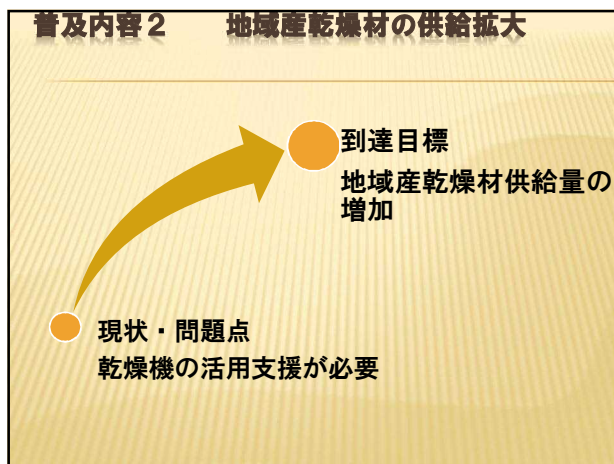 普及内容２　　地域産乾燥材の供給拡大
到達目標
地域産乾燥材供給量の
増加
現状・問題点
乾燥機の活用支援が必要